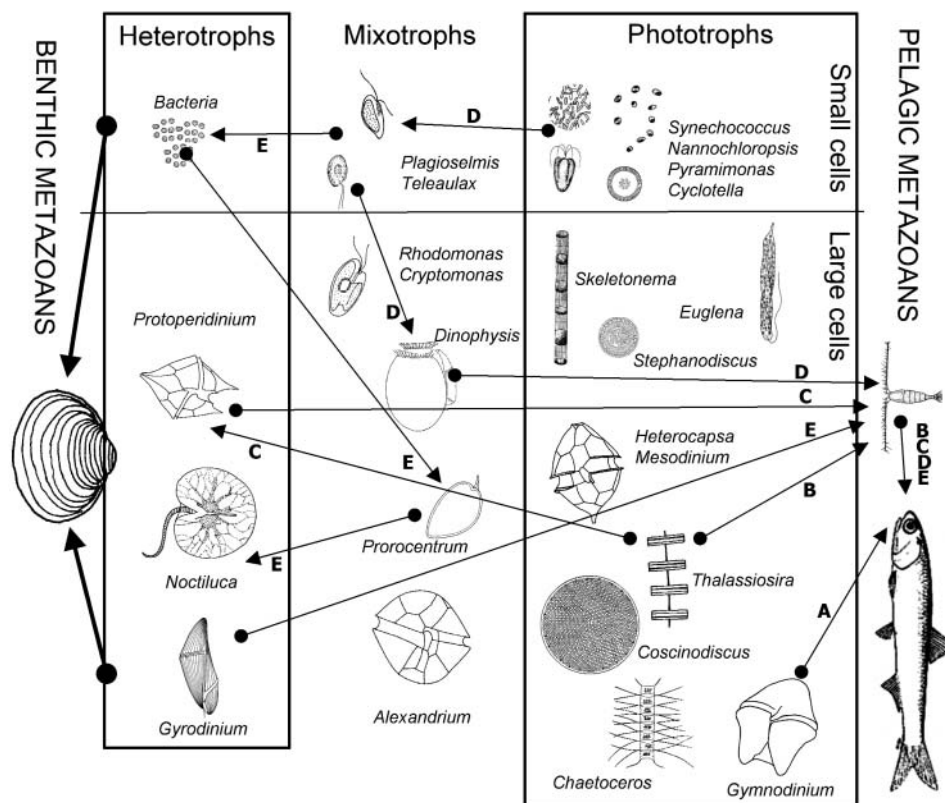 Heterotrophs
Mixotrophs
Phototrophs
BENTHIC METAZOANS
PELAGIC METAZOANS
Small cells
Large cells
Bacteria
D
E
Plagioselmis
Teleaulax
Synechococcus
Nannochloropsis
Pyramimonas
Cyclotella
Rhodomonas
Cryptomonas
Skeletonema
Euglena
Stephanodiscus
Protoperidinium
D
Dinophysis
D
C
E
B
C
E
Heterocapsa
Mesodinium
BCDE
Prorocentrum
Noctiluca
E
Thalassiosira
A
Coscinodiscus
Gyrodinium
Alexandrium
Chaetoceros
Gymnodinium